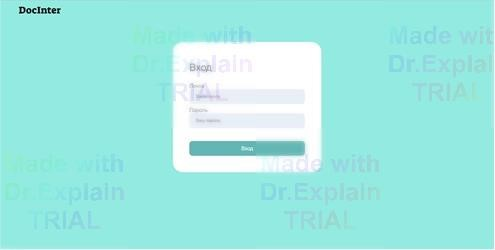 DocInter
Made with
Dr.Explain
TRIAL
Made with
Dr.Explain
TRIAL
Вход
Почта
Пароль
Ваш пароль
Вход
Made with
Dr.Explain
TRIAL
Made with
Dr.Explain
TRIAL